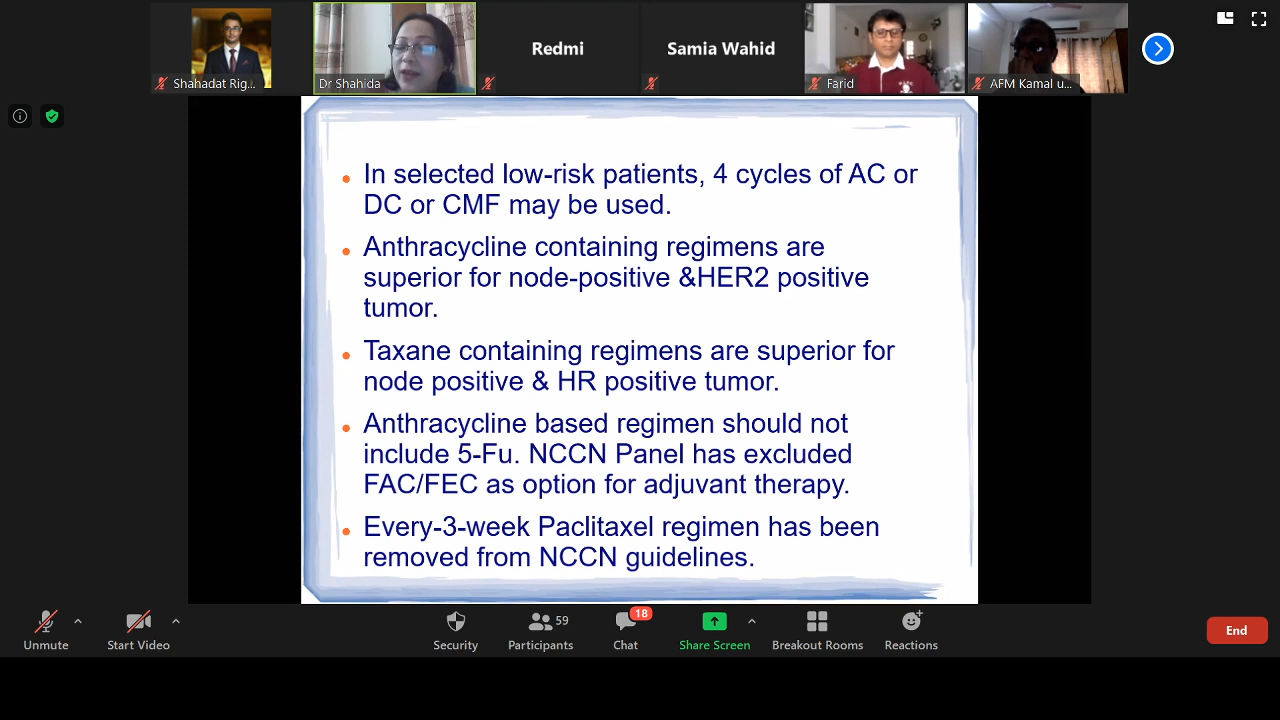 Redmi
Samia Wahid
Shahadat Rig...
Dr Shahida
Farid
AFM Kamal u...
In selected low-risk patients, 4 cycles of AC or
DC or CMF may be used.
Anthracycline containing regimens are
superior for node-positive &HER2 positive
tumor.
Taxane containing regimens are superior for
node positive & HR positive tumor.
Anthracycline based regimen should not
include 5-Fu. NCCN Panel has excluded
FAC/FEC as option for adjuvant therapy.
Every-3-week Paclitaxel regimen has been
removed from NCCN guidelines.
59
18
Unmute
Start Video
Security
Participants
Chat
Share Screen
Breakout Rooms
Reactions
End